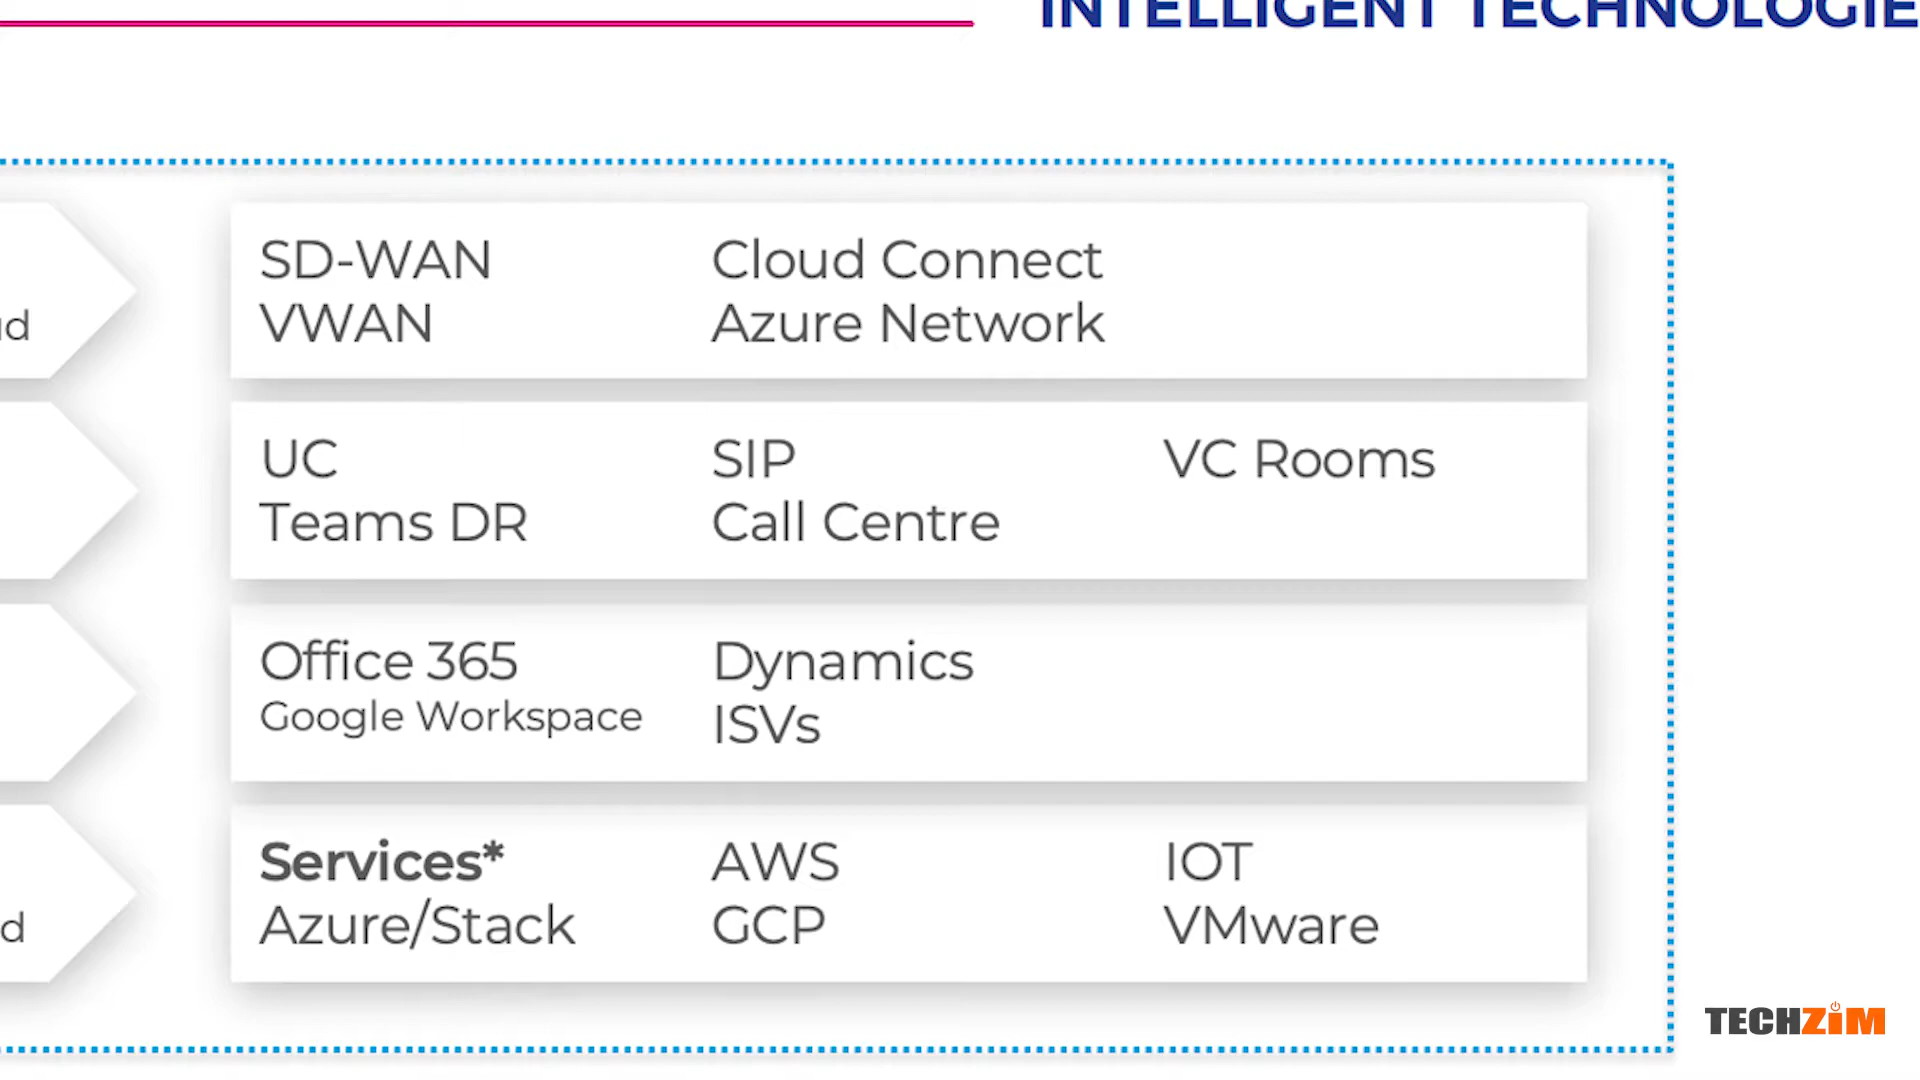 INTELLIGENT TECHNOLOGIE
SD-WAN Cloud Connect
VWAN Azure Network
UC SIP VC Rooms
Teams DR Call Centre
Office 365 Dynamics
Google Workspace ISVs
Services* AWS IOT
Azure/Stack GCP VMware
TECHZiM